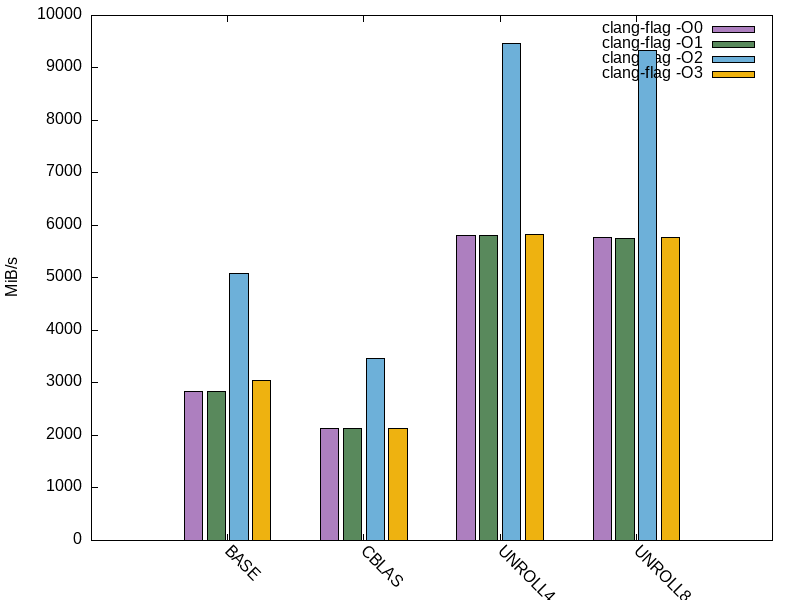 10000
9000
8000
7000
6000
5000
4000
3000
2000
1000
0
MiB/s
clang-flag -O0
clang-flag -O1
clang-flag -O2
clang-flag -O3
BASE
CBLAS
UNROLL4
UNROLL8